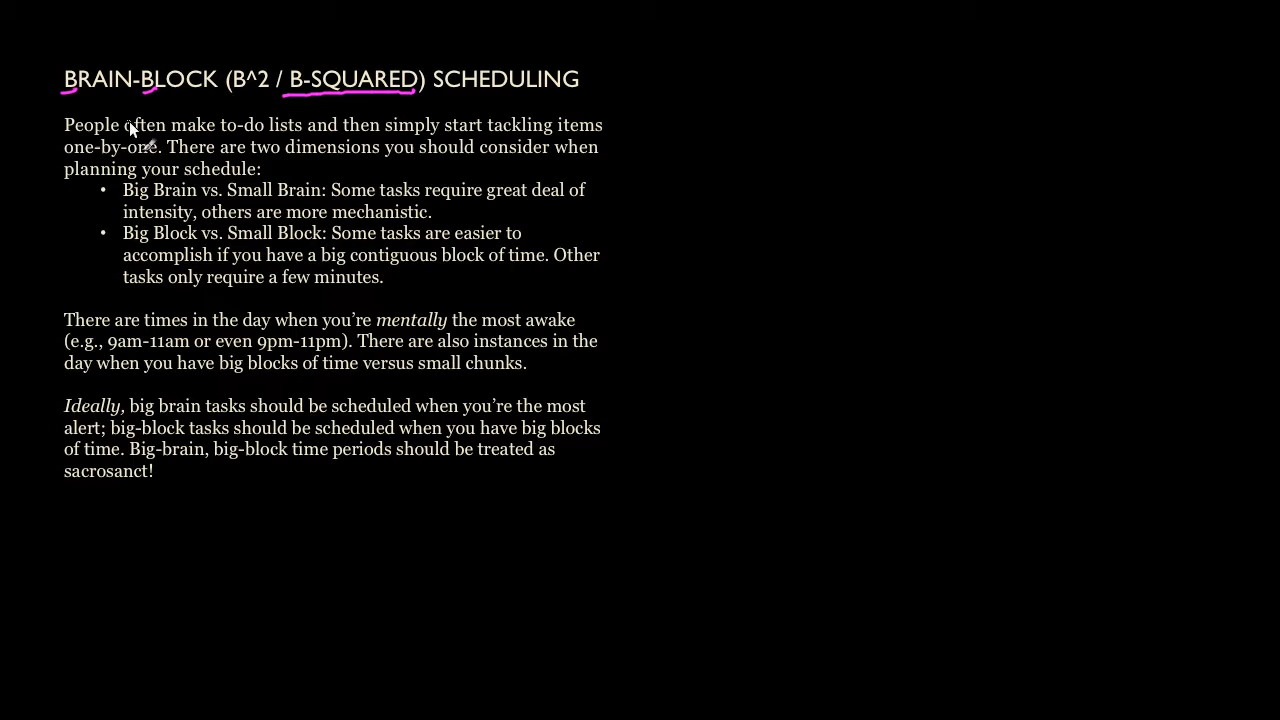 BRAIN-BLOCK (B^2 / B-SQUARED) SCHEDULING
People often make to-do lists and then simply start tackling items
one-by-one. There are two dimensions you should consider when
planning your schedule:
• Big Brain vs. Small Brain: Some tasks require great deal of
intensity, others are more mechanistic.
• Big Block vs. Small Block: Some tasks are easier to
accomplish if you have a big contiguous block of time. Other
tasks only require a few minutes.
There are times in the day when you’re mentally the most awake
(e.g., 9am-11am or even 9pm-11pm). There are also instances in the
day when you have big blocks of time versus small chunks.
Ideally, big brain tasks should be scheduled when you’re the most
alert; big-block tasks should be scheduled when you have big blocks
of time. Big-brain, big-block time periods should be treated as
sacrosanct!